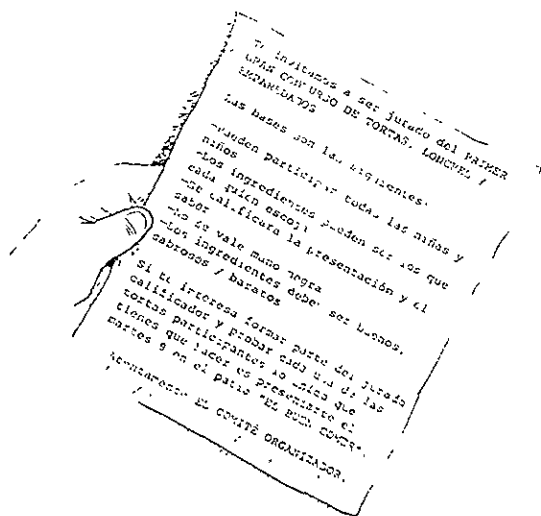 Te invitamos a ser jurado del PRIMER
GRAN CONCURSO DE TORTAS, LONCHES Y
EMPAREDADOS
Las bases son las siguientes:
-Pueden participar todas las niñas y
niños
-Los ingredientes pueden ser los que
cada quien escoja
-Se calificara la presentación y el
sabor
-No se vale mano negra
-Los ingredientes deben ser buenos,
sabrosos y baratos
Si te interesa formar parte del jurado
calificador y probar cada una de las
tortas participantes lo único que
tienes que hacer es presentarte el
martes 9 en el patio "EL BUEN COMER".
Atentamente EL COMITÉ ORGANIZADOR.